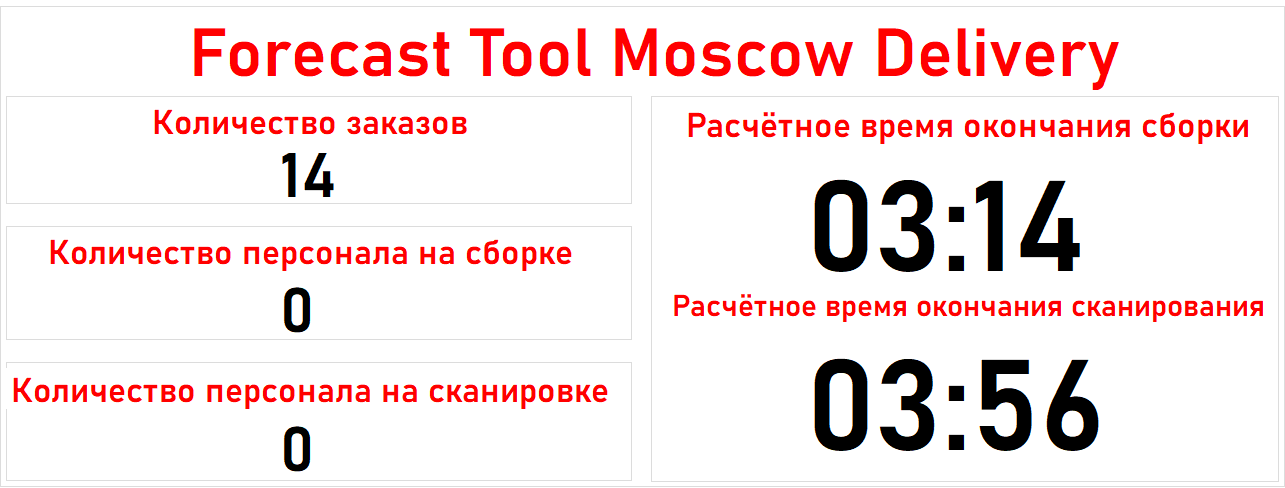 Forecast Tool Moscow Delivery
Количество заказов
14
Количество персонала на сборке
0
Количество персонала на сканировке
0
Расчётное время окончания сборки
03:14
Расчётное время окончания сканирования
03:56